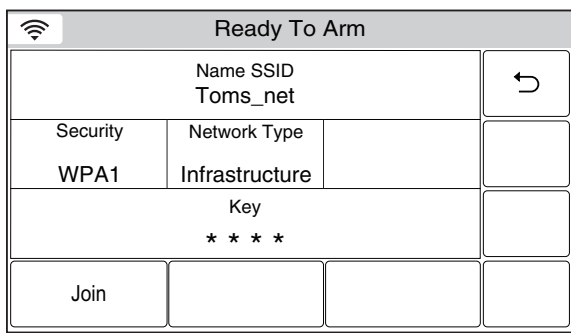 Ready To Arm
Name SSID
Toms_net
Security
Network Type
WPA1
Infrastructure
Key
* * * *
Join